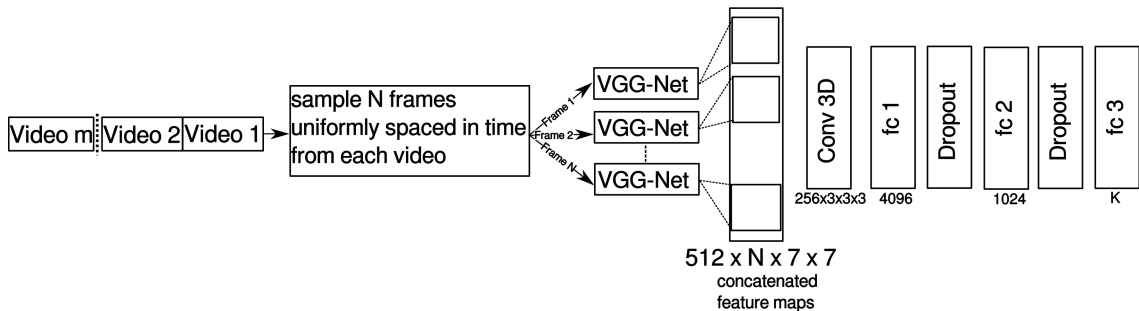 Video m
Video 2
Video 1
sample N frames
uniformly spaced in time
from each video
Frame 1
Frame 2
Frame N
VGG-Net
VGG-Net
VGG-Net
512 x N x 7 x 7
concatenated
feature maps
Conv 3D
256x3x3x3
fc 1
4096
Dropout
fc 2
1024
Dropout
fc 3
K